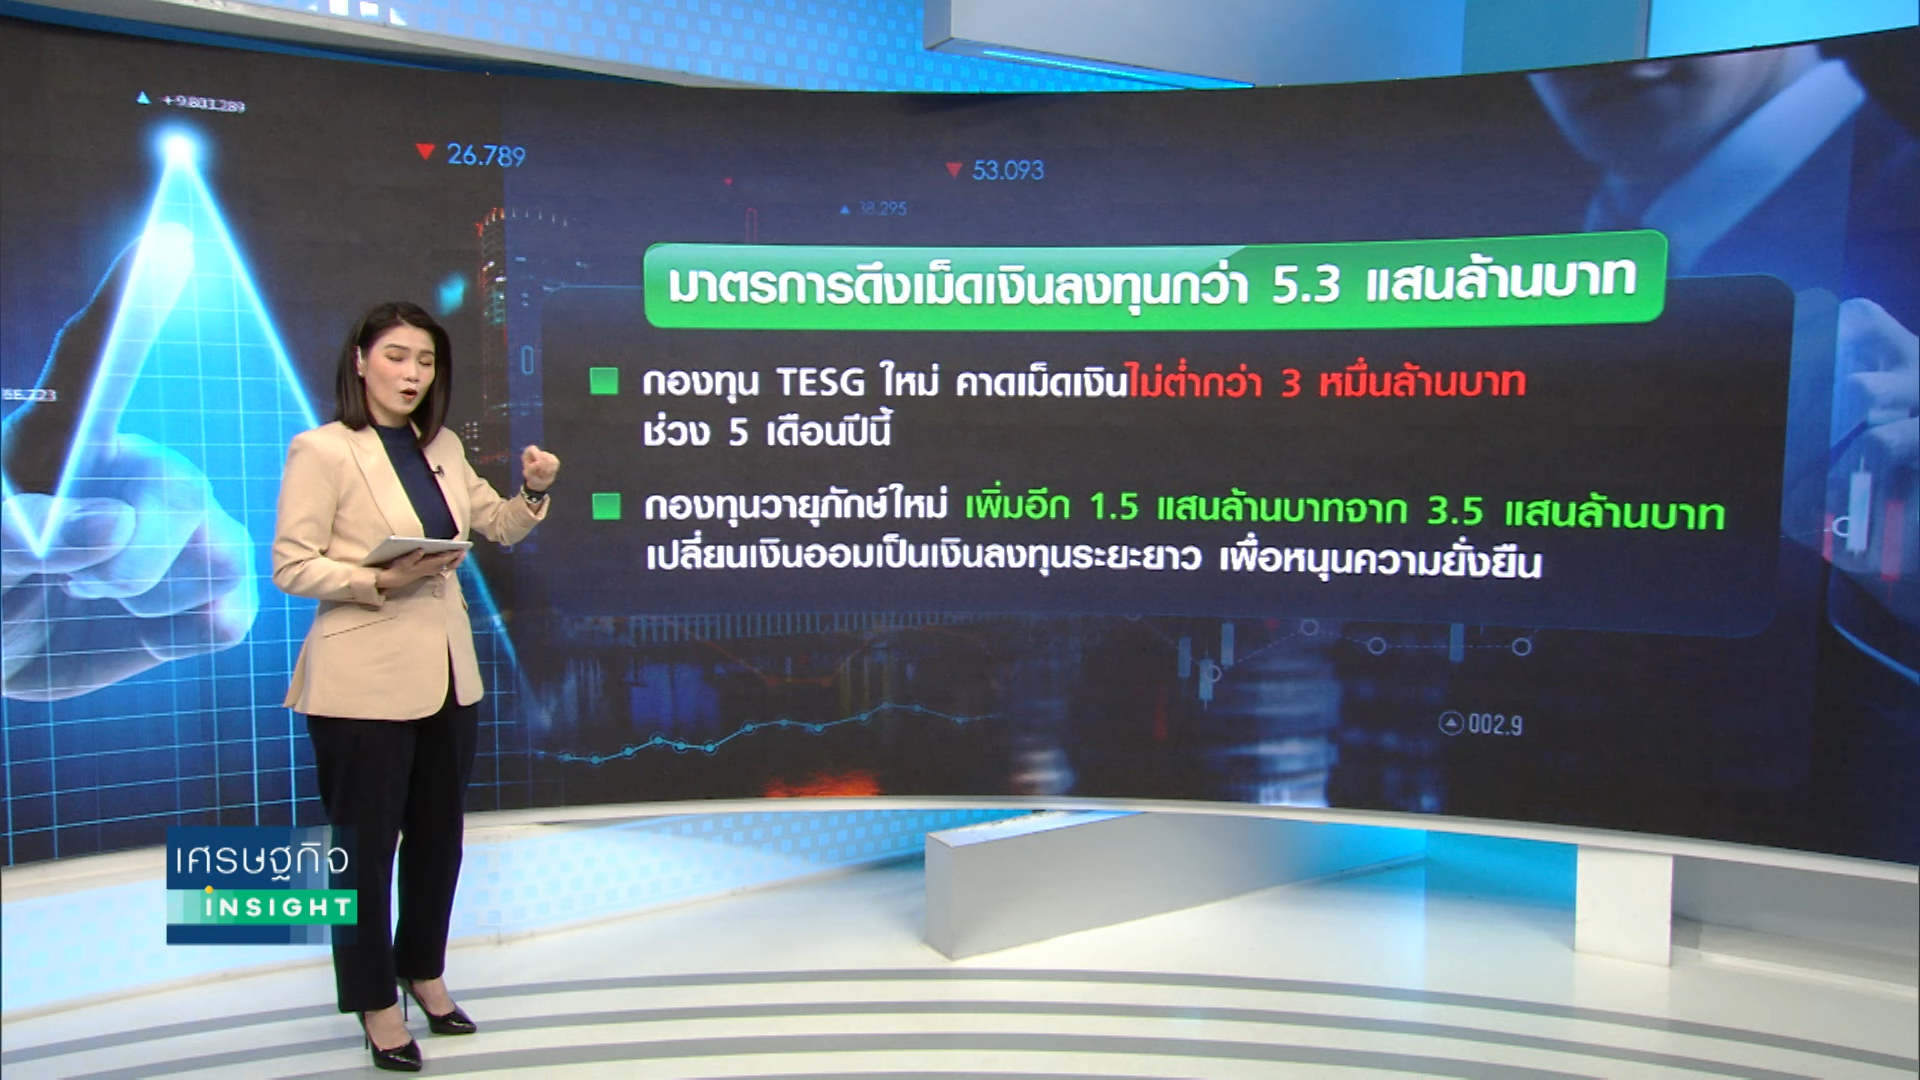 ▲ +9.801.289
▼ 26.789
▼ 53.093
▲ 38.295
66.223
มาตรการดึงเม็ดเงินลงทุนกว่า 5.3 แสนล้านบาท
กองทุน TESG ใหม่ คาดเม็ดเงินไม่ต่ำกว่า 3 หมื่นล้านบาท
ช่วง 5 เดือนปีนี้
กองทุนวายุภักษ์ใหม่ เพิ่มอีก 1.5 แสนล้านบาทจาก 3.5 แสนล้านบาท
เปลี่ยนเงินออมเป็นเงินลงทุนระยะยาว เพื่อหนุนความยั่งยืน
002.9
เศรษฐกิจ
iNSIGHT